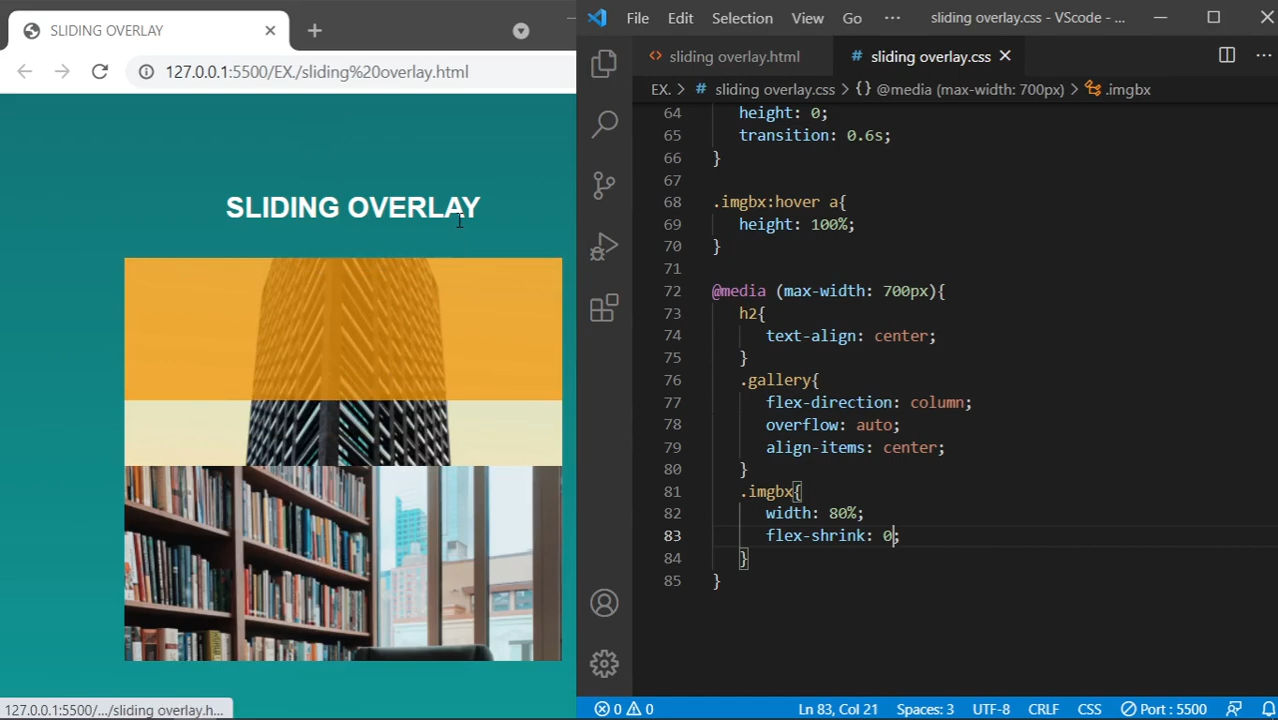 SLIDING OVERLAY
127.0.0.1:5500/EX./sliding%20overlay.html
SLIDING OVERLAY
127.0.0.1:5500/.../sliding overlay.h...
File Edit Selection View Go ... sliding overlay.css - VScode - ...
<> sliding overlay.html # sliding overlay.css
EX. > # sliding overlay.css > {} @media (max-width: 700px) > .imgbx
64 height: 0;
65 transition: 0.6s;
66 }
67
68 .imgbx:hover a{
69 height: 100%;
70 }
71
72 @media (max-width: 700px){
73 h2{
74 text-align: center;
75 }
76 .gallery{
77 flex-direction: column;
78 overflow: auto;
79 align-items: center;
80 }
81 .imgbx{
82 width: 80%;
83 flex-shrink: 0;
84 }
85 }
0 0 Ln 83, Col 21 Spaces: 3 UTF-8 CRLF CSS Port : 5500